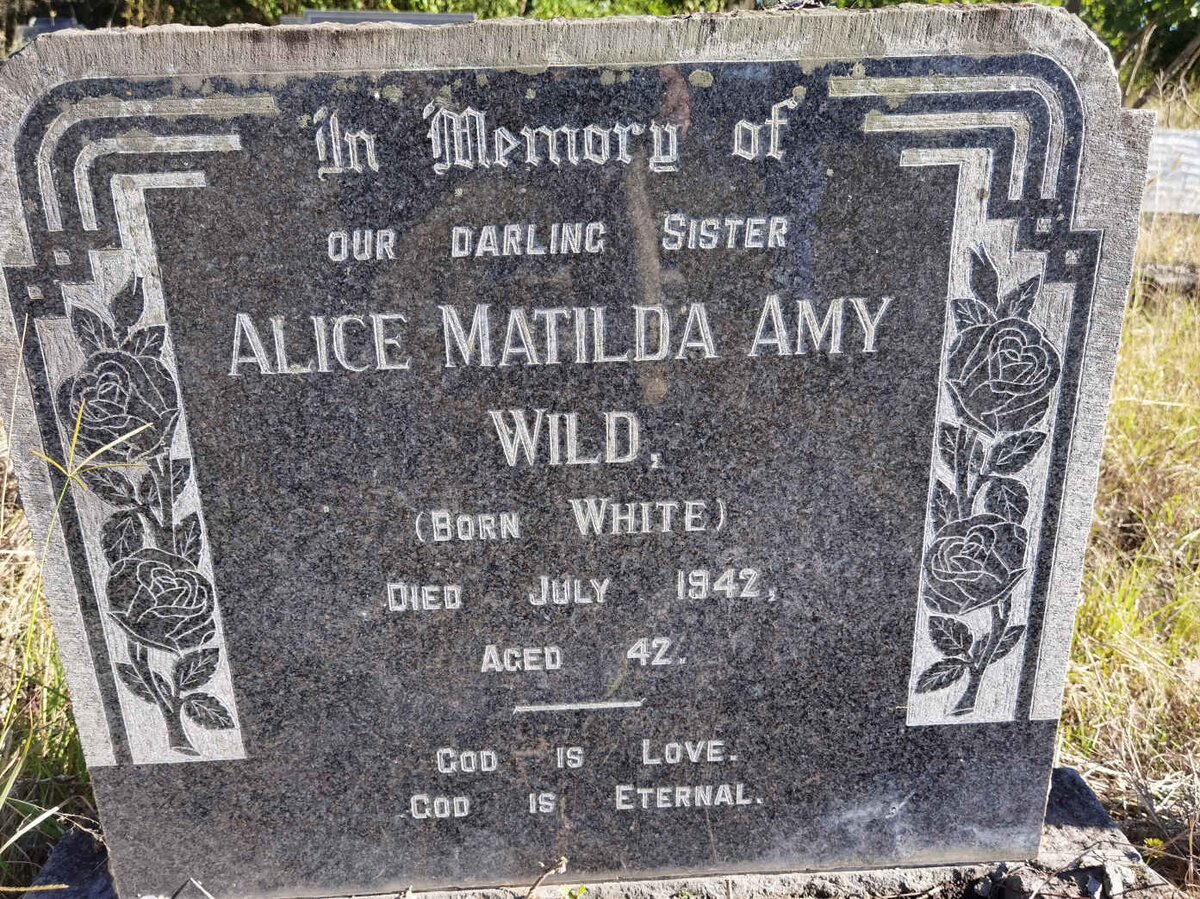 In Memory of
OUR DARLING SISTER
ALICE MATILDA AMY
WILD,
(BORN WHITE)
DIED JULY 1942,
AGED 42.
GOD IS LOVE.
GOD IS ETERNAL.